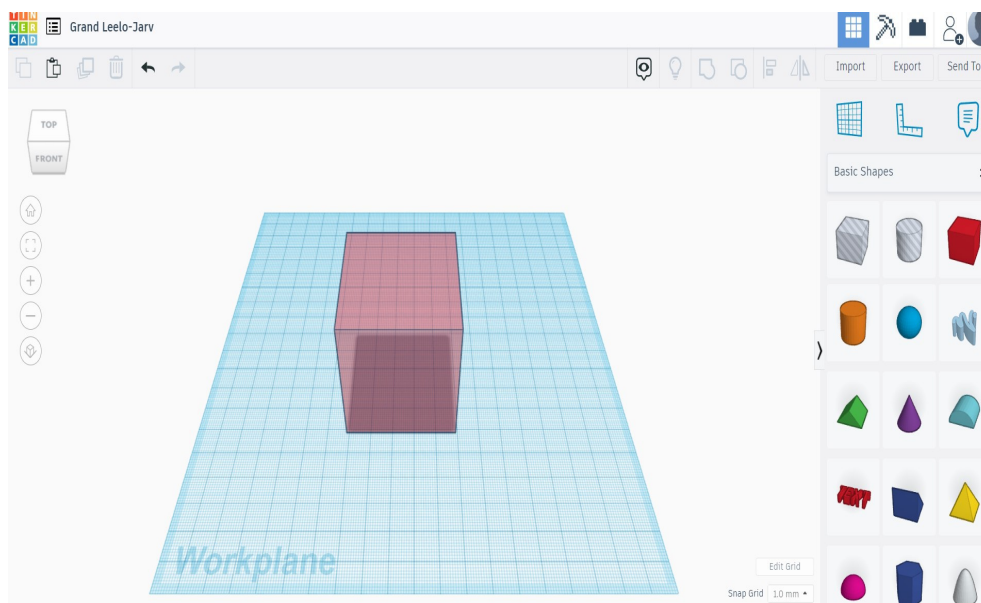 TIN
KER
CAD
Grand Leelo-Jarv
Import
Export
Send To
TOP
FRONT
Basic Shapes
TEXT
Workplane
Edit Grid
Snap Grid
1.0 mm